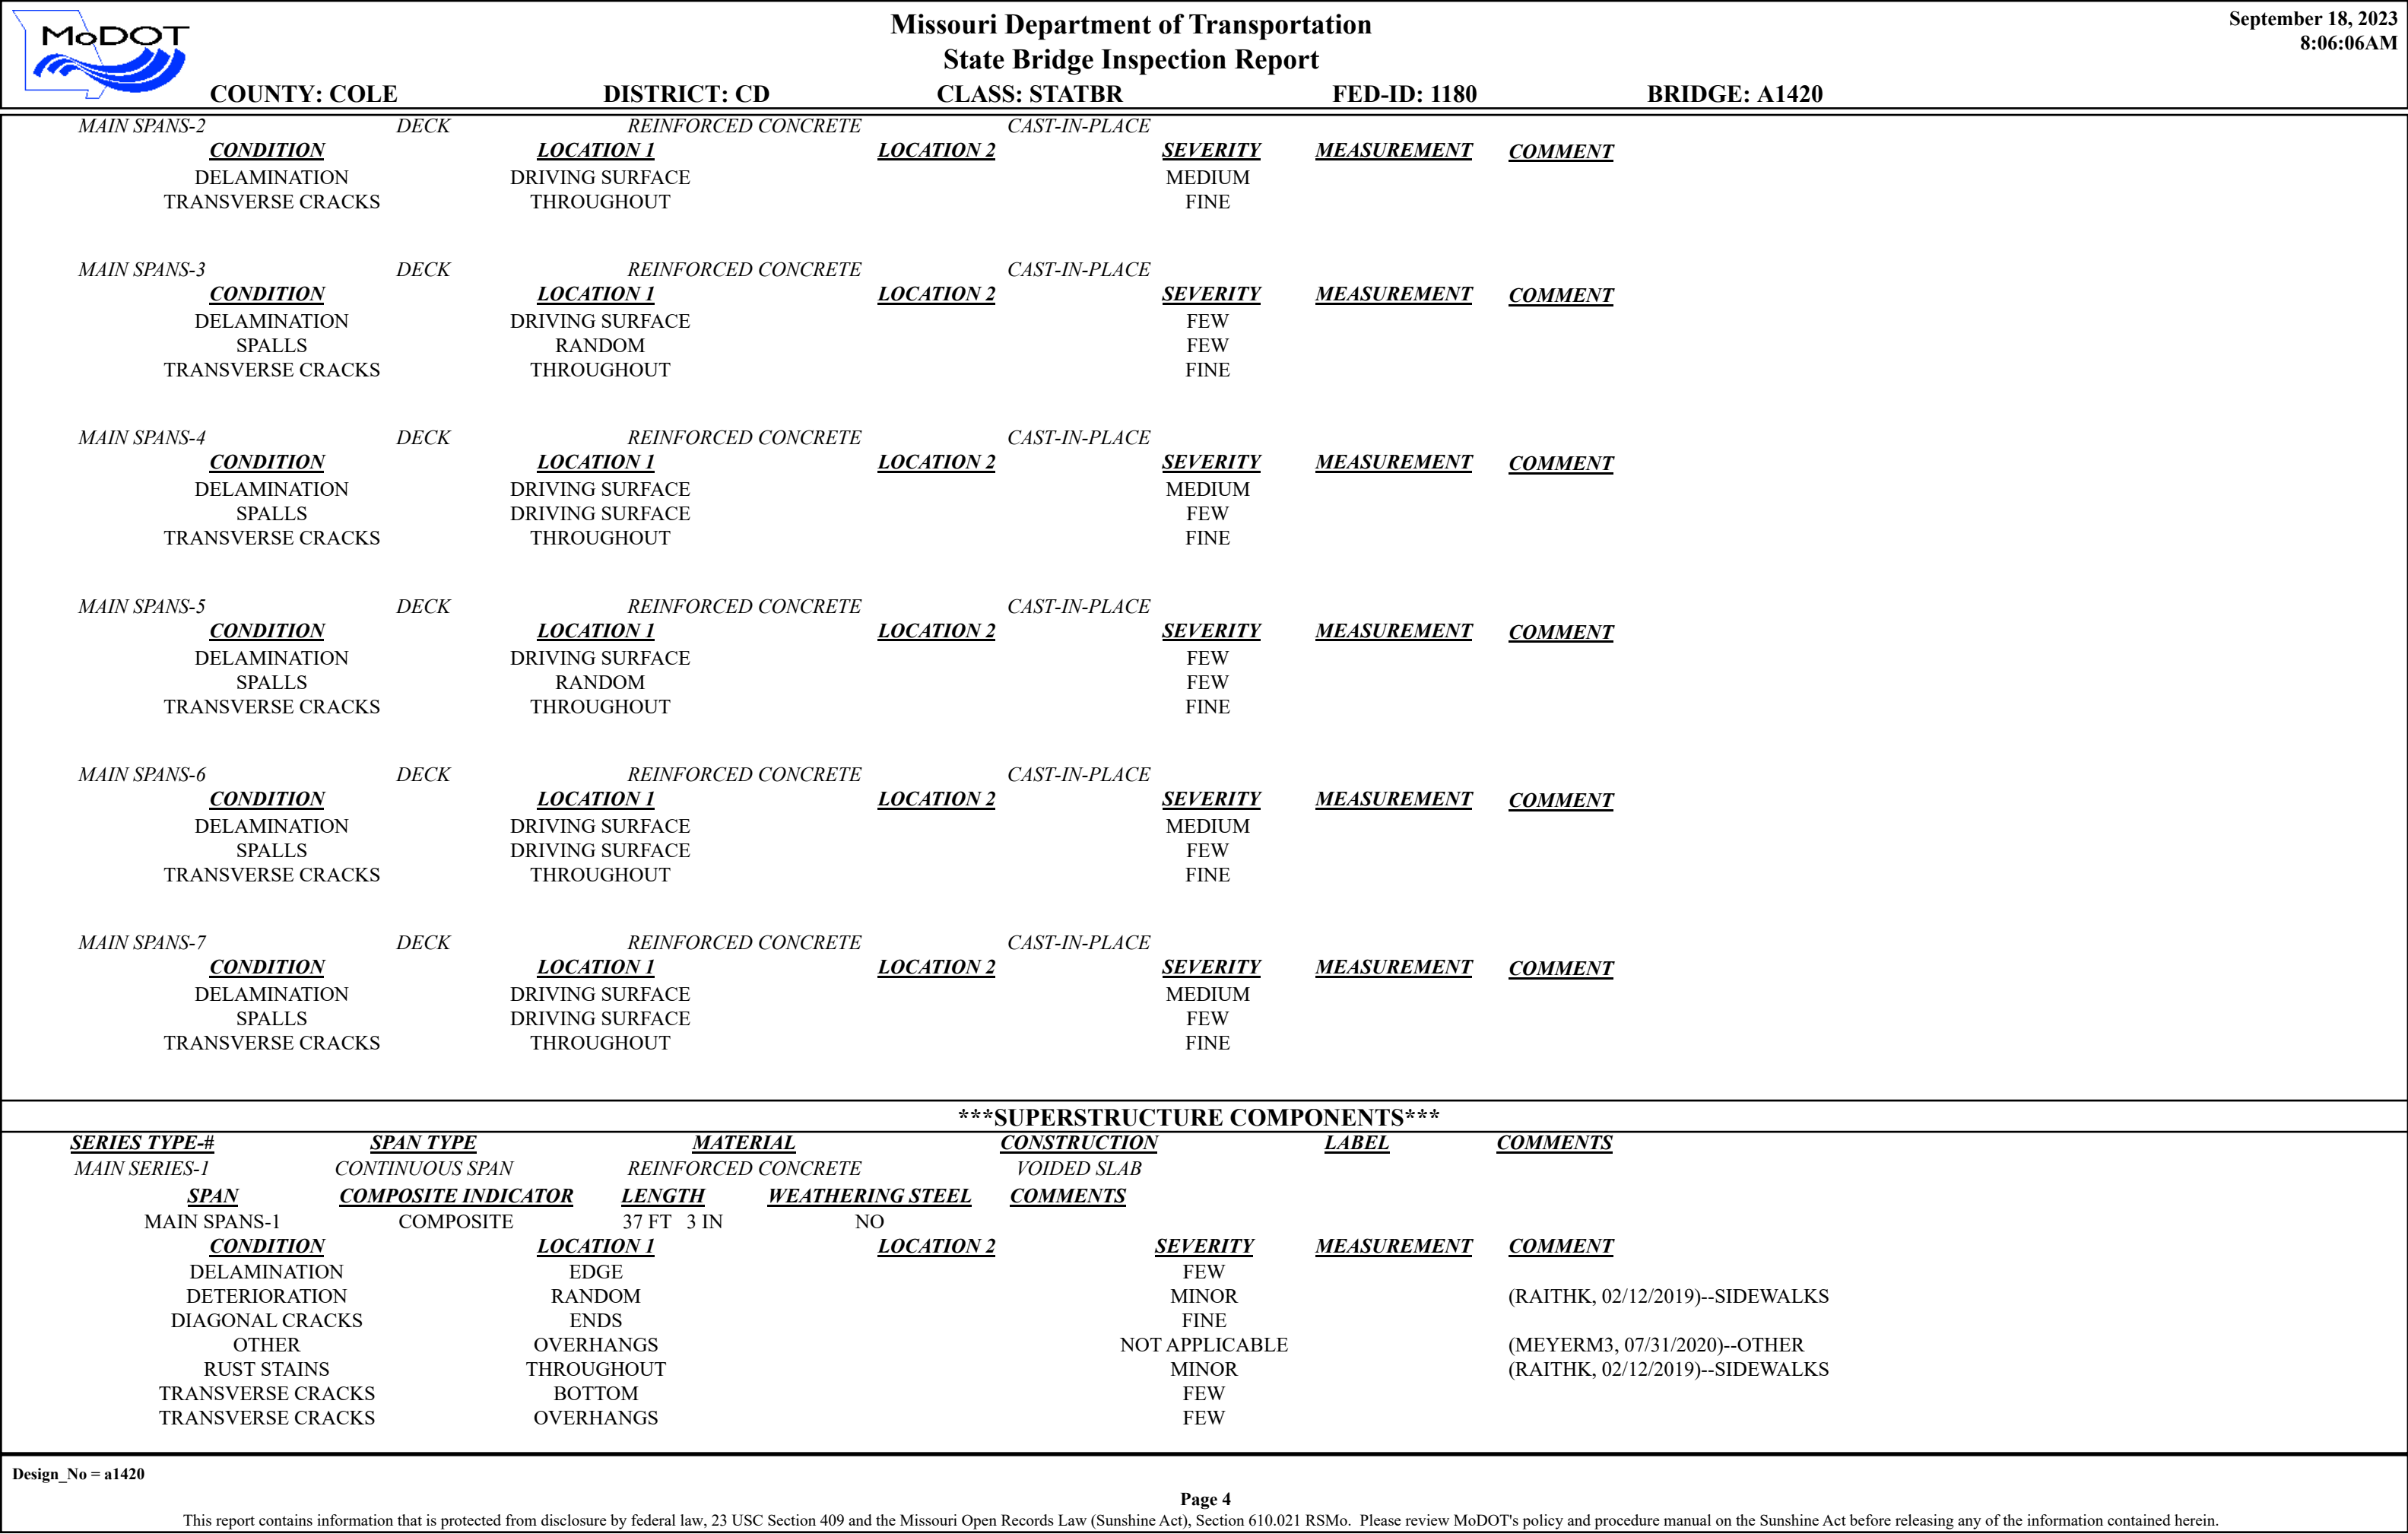 MoDOT
Missouri Department of Transportation
State Bridge Inspection Report
September 18, 2023
8:06:06AM
COUNTY: COLE DISTRICT: CD CLASS: STATBR FED-ID: 1180 BRIDGE: A1420
MAIN SPANS-2 DECK REINFORCED CONCRETE CAST-IN-PLACE
CONDITION LOCATION 1 LOCATION 2 SEVERITY MEASUREMENT COMMENT
DELAMINATION DRIVING SURFACE MEDIUM
TRANSVERSE CRACKS THROUGHOUT FINE
MAIN SPANS-3 DECK REINFORCED CONCRETE CAST-IN-PLACE
CONDITION LOCATION 1 LOCATION 2 SEVERITY MEASUREMENT COMMENT
DELAMINATION DRIVING SURFACE FEW
SPALLS RANDOM FEW
TRANSVERSE CRACKS THROUGHOUT FINE
MAIN SPANS-4 DECK REINFORCED CONCRETE CAST-IN-PLACE
CONDITION LOCATION 1 LOCATION 2 SEVERITY MEASUREMENT COMMENT
DELAMINATION DRIVING SURFACE MEDIUM
SPALLS DRIVING SURFACE FEW
TRANSVERSE CRACKS THROUGHOUT FINE
MAIN SPANS-5 DECK REINFORCED CONCRETE CAST-IN-PLACE
CONDITION LOCATION 1 LOCATION 2 SEVERITY MEASUREMENT COMMENT
DELAMINATION DRIVING SURFACE FEW
SPALLS RANDOM FEW
TRANSVERSE CRACKS THROUGHOUT FINE
MAIN SPANS-6 DECK REINFORCED CONCRETE CAST-IN-PLACE
CONDITION LOCATION 1 LOCATION 2 SEVERITY MEASUREMENT COMMENT
DELAMINATION DRIVING SURFACE MEDIUM
SPALLS DRIVING SURFACE FEW
TRANSVERSE CRACKS THROUGHOUT FINE
MAIN SPANS-7 DECK REINFORCED CONCRETE CAST-IN-PLACE
CONDITION LOCATION 1 LOCATION 2 SEVERITY MEASUREMENT COMMENT
DELAMINATION DRIVING SURFACE MEDIUM
SPALLS DRIVING SURFACE FEW
TRANSVERSE CRACKS THROUGHOUT FINE
***SUPERSTRUCTURE COMPONENTS***
SERIES TYPE-# SPAN TYPE MATERIAL CONSTRUCTION LABEL COMMENTS
MAIN SERIES-1 CONTINUOUS SPAN REINFORCED CONCRETE VOIDED SLAB
SPAN COMPOSITE INDICATOR LENGTH WEATHERING STEEL COMMENTS
MAIN SPANS-1 COMPOSITE 37 FT 3 IN NO
CONDITION LOCATION 1 LOCATION 2 SEVERITY MEASUREMENT COMMENT
DELAMINATION EDGE FEW
DETERIORATION RANDOM MINOR (RAITHK, 02/12/2019)--SIDEWALKS
DIAGONAL CRACKS ENDS FINE
OTHER OVERHANGS NOT APPLICABLE (MEYERM3, 07/31/2020)--OTHER
RUST STAINS THROUGHOUT MINOR (RAITHK, 02/12/2019)--SIDEWALKS
TRANSVERSE CRACKS BOTTOM FEW
TRANSVERSE CRACKS OVERHANGS FEW
Design_No = a1420
Page 4
This report contains information that is protected from disclosure by federal law, 23 USC Section 409 and the Missouri Open Records Law (Sunshine Act), Section 610.021 RSMo. Please review MoDOT's policy and procedure manual on the Sunshine Act before releasing any of the information contained herein.